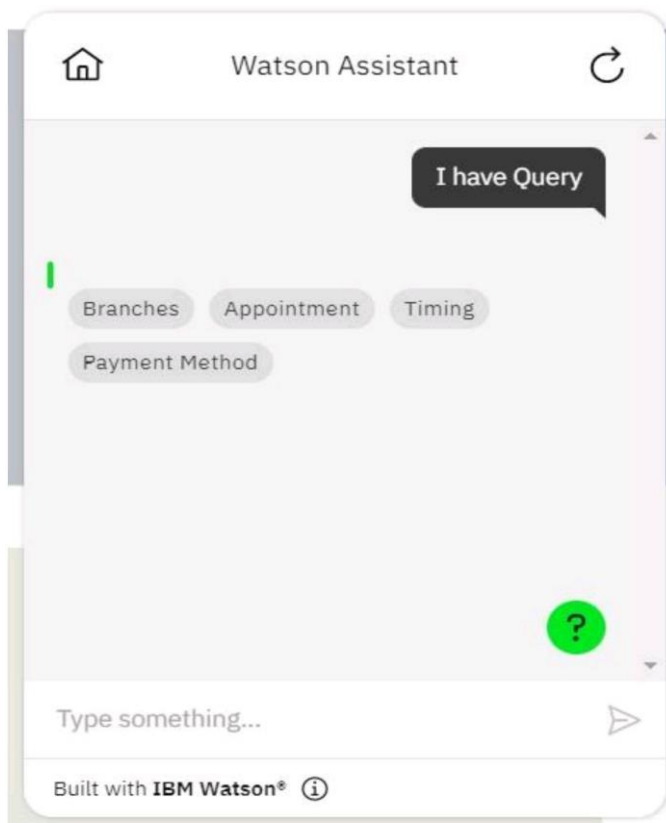 Watson Assistant
I have Query
Branches Appointment Timing
Payment Method
?
Type something...
Built with IBM Watson®